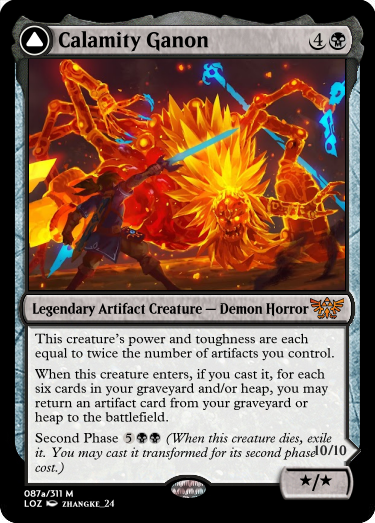 Calamity Ganon 4
Legendary Artifact Creature — Demon Horror
This creature's power and toughness are each
equal to twice the number of artifacts you control.
When this creature enters, if you cast it, for each
six cards in your graveyard and/or heap, you may
return an artifact card from your graveyard or
heap to the battlefield.
Second Phase 5 (When this creature dies, exile
it. You may cast it transformed for its second phase
cost.)
10/10
*/*
087a/311 M
LOZ ZHANGKE_24